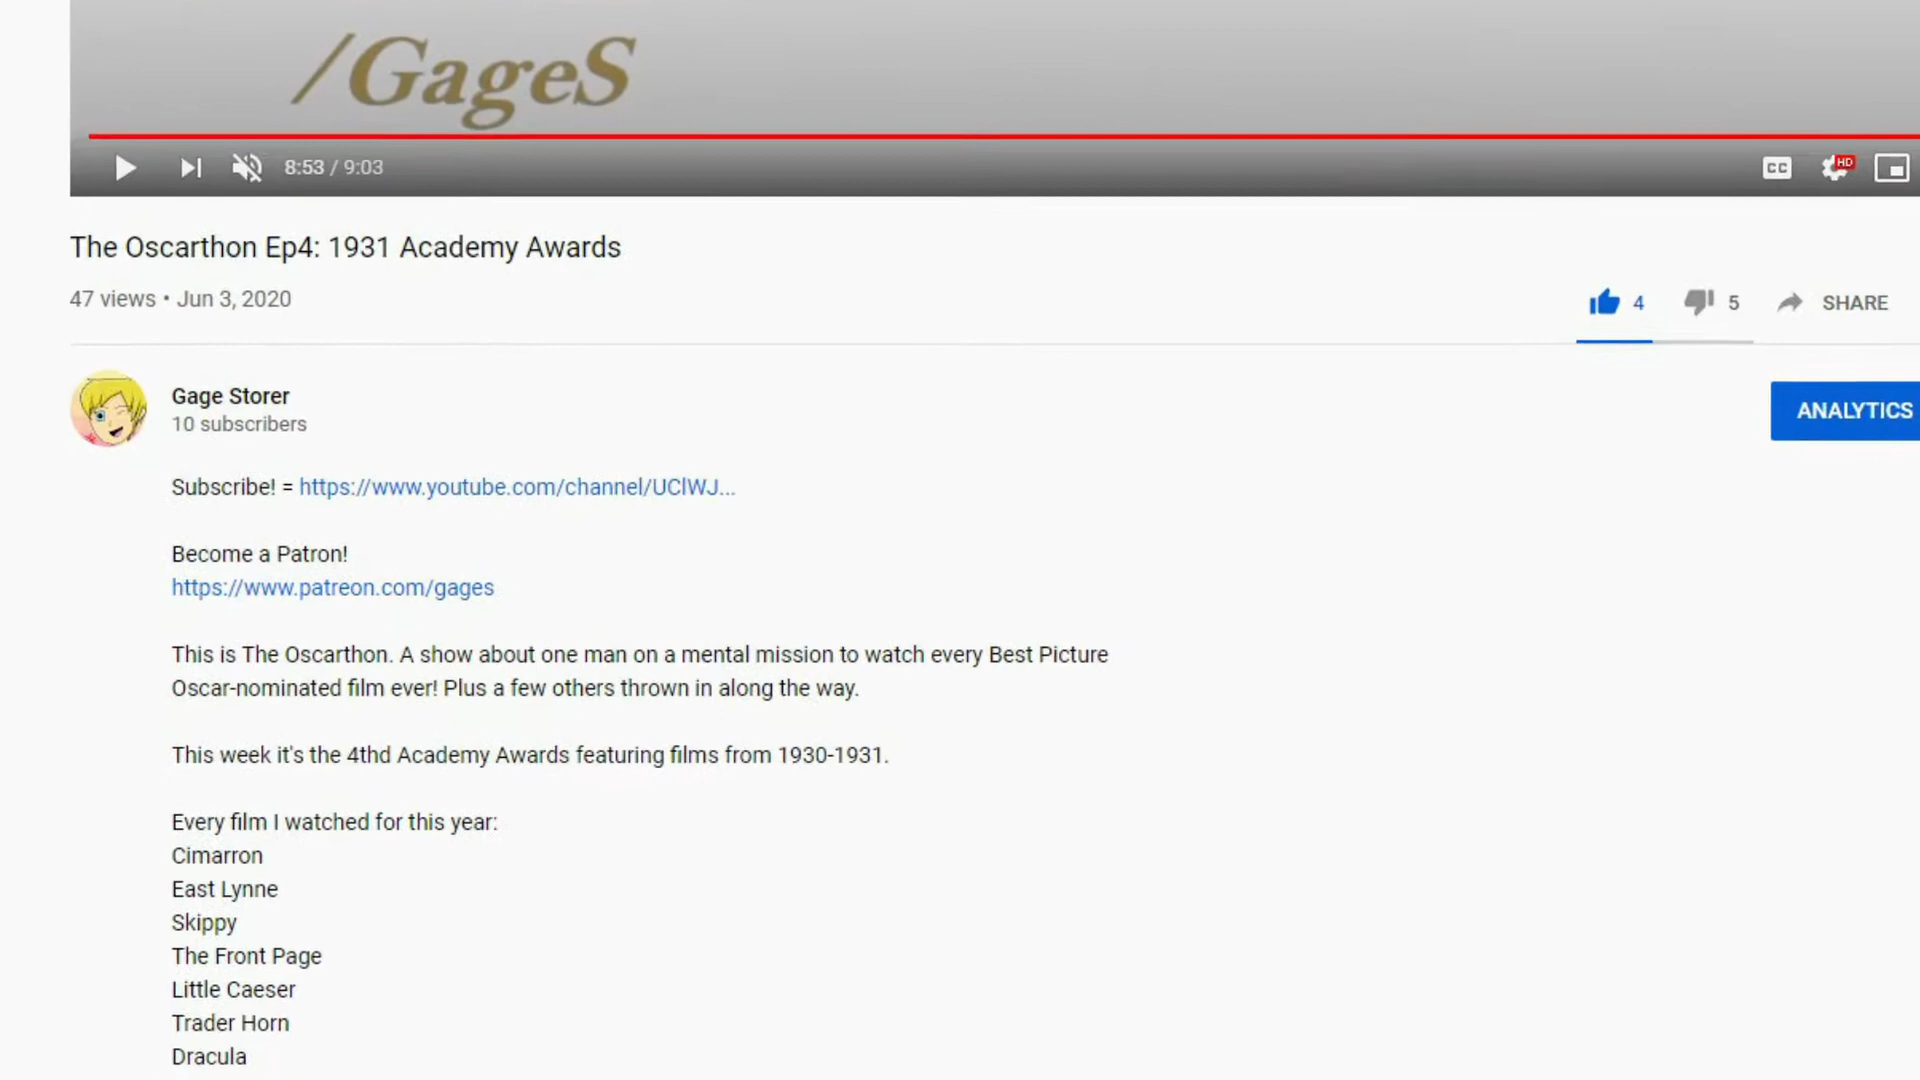 /GageS
8:53 / 9:03
CC
HD
The Oscarthon Ep4: 1931 Academy Awards
47 views • Jun 3, 2020
4
5
SHARE
Gage Storer
10 subscribers
ANALYTICS
Subscribe! = https://www.youtube.com/channel/UClWJ...
Become a Patron!
https://www.patreon.com/gages
This is The Oscarthon. A show about one man on a mental mission to watch every Best Picture
Oscar-nominated film ever! Plus a few others thrown in along the way.
This week it's the 4thd Academy Awards featuring films from 1930-1931.
Every film I watched for this year:
Cimarron
East Lynne
Skippy
The Front Page
Little Caeser
Trader Horn
Dracula